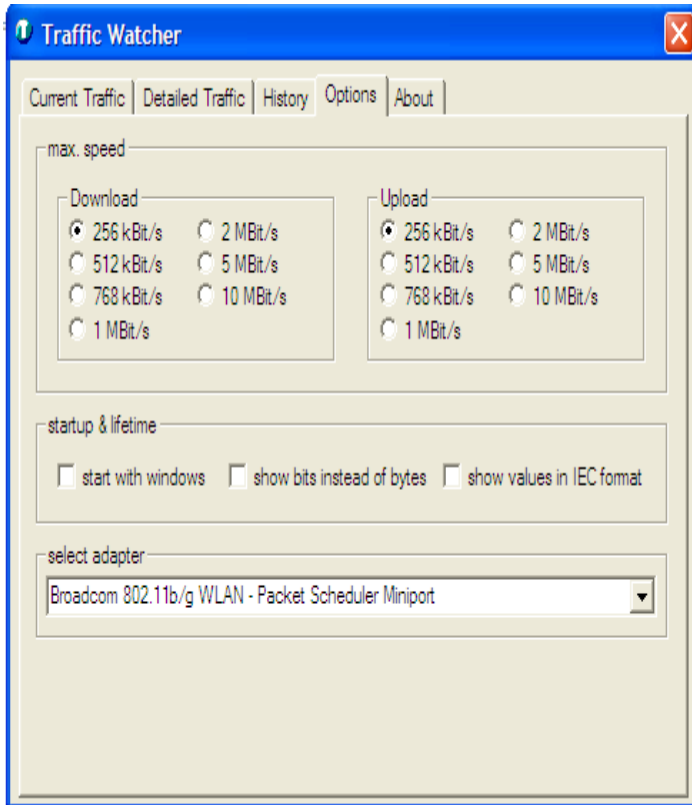 Traffic Watcher
Current Traffic Detailed Traffic History Options About
max. speed
Download
256 kBit/s 2 MBit/s
512 kBit/s 5 MBit/s
768 kBit/s 10 MBit/s
1 MBit/s
Upload
256 kBit/s 2 MBit/s
512 kBit/s 5 MBit/s
768 kBit/s 10 MBit/s
1 MBit/s
startup & lifetime
start with windows show bits instead of bytes show values in IEC format
select adapter
Broadcom 802.11b/g WLAN - Packet Scheduler Miniport